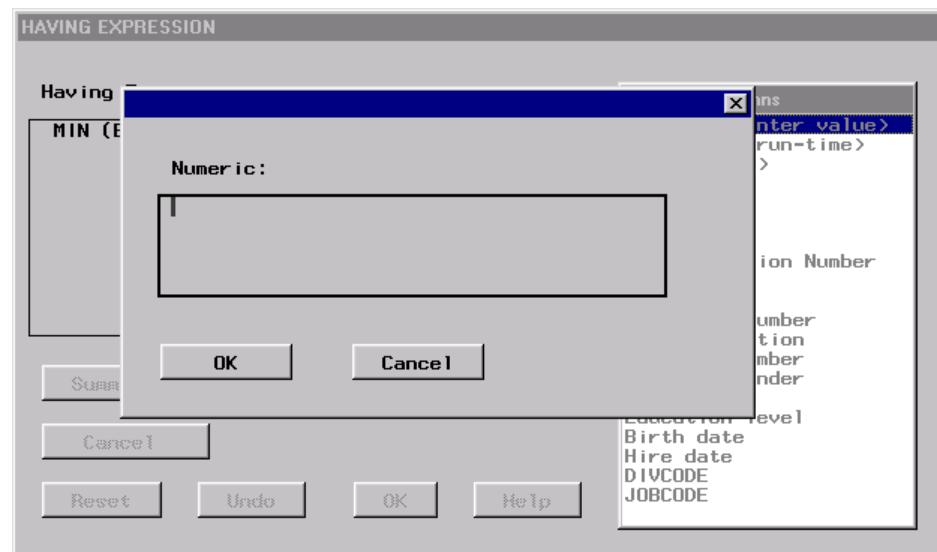 HAVING EXPRESSION
Having
MIN (
Numeric:
OK
Cancel
nter value>
run-time>
>
ion Number
umber
tion
mber
nder
level
Birth date
Hire date
DIVCODE
JOBCODE
Cancel
Reset
Undo
OK
Help